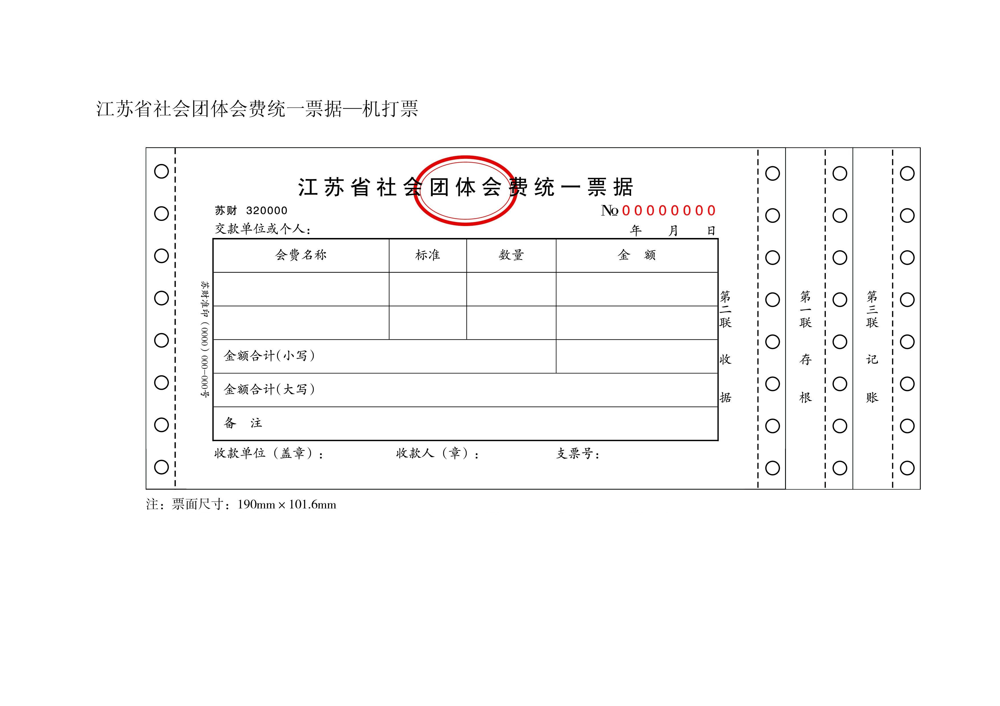 江苏省社会团体会费统一票据—机打票
江苏省社会团体会费统一票据
苏财 320000 № 00000000
交款单位或个人： 年 月 日
会费名称 标准 数量 金 额
金额合计(小写)
金额合计(大写)
备 注
收款单位（盖章）： 收款人（章）： 支票号：
苏财准印（0000）000-000号
第二联 收据
第一联 存根
第三联 记账
注：票面尺寸：190mm×101.6mm